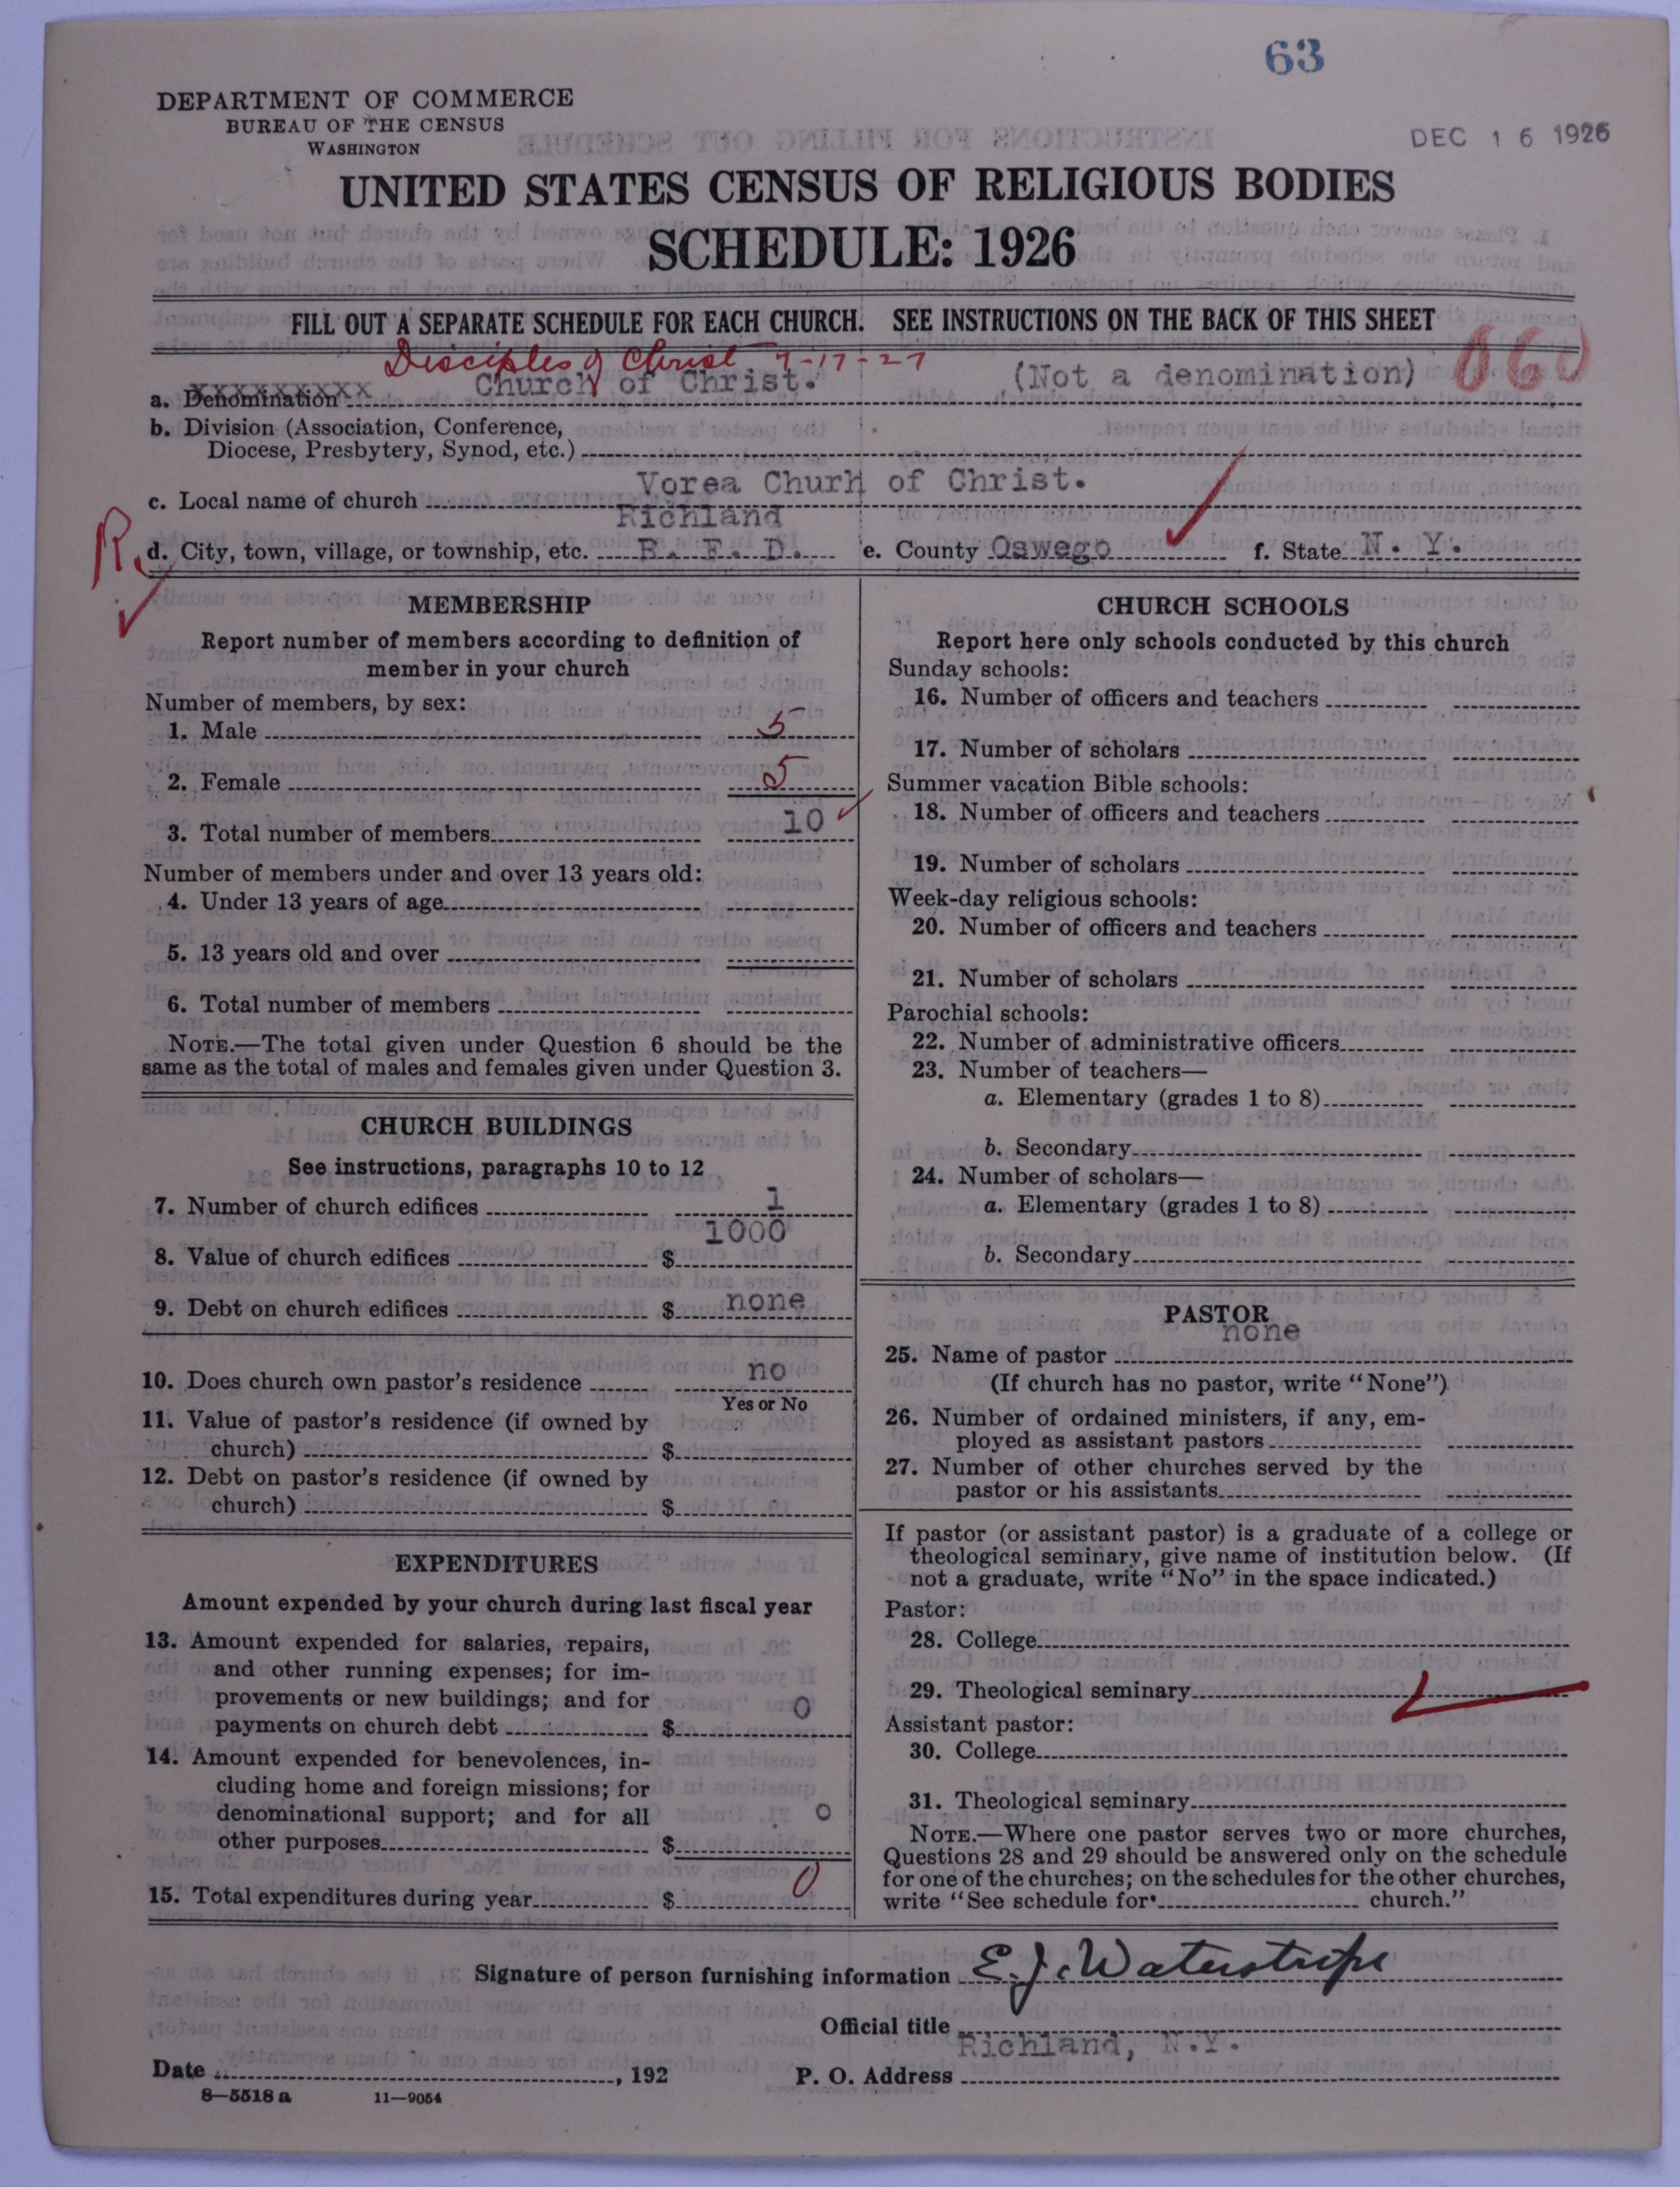 63
DEPARTMENT OF COMMERCE
BUREAU OF THE CENSUS
WASHINGTON
DEC 16 1926
UNITED STATES CENSUS OF RELIGIOUS BODIES
SCHEDULE: 1926
FILL OUT A SEPARATE SCHEDULE FOR EACH CHURCH. SEE INSTRUCTIONS ON THE BACK OF THIS SHEET
Disciples of Christ 7-17-27
060
xxxxxxxxxx
a. Denomination Church of Christ. (Not a denomination)
b. Division (Association, Conference,
Diocese, Presbytery, Synod, etc.)
c. Local name of church Vorea Churh of Christ.
Richland
R. d. City, town, village, or township, etc. R. F. D. e. County Oswego f. State N. Y.
MEMBERSHIP
Report number of members according to definition of
member in your church
Number of members, by sex:
1. Male 5
2. Female 5
3. Total number of members 10
Number of members under and over 13 years old:
4. Under 13 years of age
5. 13 years old and over
6. Total number of members
NOTE.—The total given under Question 6 should be the
same as the total of males and females given under Question 3.
CHURCH BUILDINGS
See instructions, paragraphs 10 to 12
7. Number of church edifices 1
8. Value of church edifices $ 1000
9. Debt on church edifices $ none
10. Does church own pastor's residence no
Yes or No
11. Value of pastor's residence (if owned by
church) $
12. Debt on pastor's residence (if owned by
church) $
EXPENDITURES
Amount expended by your church during last fiscal year
13. Amount expended for salaries, repairs,
and other running expenses; for im-
provements or new buildings; and for
payments on church debt $ 0
14. Amount expended for benevolences, in-
cluding home and foreign missions; for
denominational support; and for all
other purposes $ 0
15. Total expenditures during year $ 0
CHURCH SCHOOLS
Report here only schools conducted by this church
Sunday schools:
16. Number of officers and teachers
17. Number of scholars
Summer vacation Bible schools:
18. Number of officers and teachers
19. Number of scholars
Week-day religious schools:
20. Number of officers and teachers
21. Number of scholars
Parochial schools:
22. Number of administrative officers
23. Number of teachers—
a. Elementary (grades 1 to 8)
b. Secondary
24. Number of scholars—
a. Elementary (grades 1 to 8)
b. Secondary
PASTOR
25. Name of pastor none
(If church has no pastor, write "None")
26. Number of ordained ministers, if any, em-
ployed as assistant pastors
27. Number of other churches served by the
pastor or his assistants
If pastor (or assistant pastor) is a graduate of a college or
theological seminary, give name of institution below. (If
not a graduate, write "No" in the space indicated.)
Pastor:
28. College
29. Theological seminary
Assistant pastor:
30. College
31. Theological seminary
NOTE.—Where one pastor serves two or more churches,
Questions 28 and 29 should be answered only on the schedule
for one of the churches; on the schedules for the other churches,
write "See schedule for church."
Signature of person furnishing information E. J. Waterstripe
Official title
Richland, N.Y.
Date , 192 P. O. Address
8—5518 a 11—9054